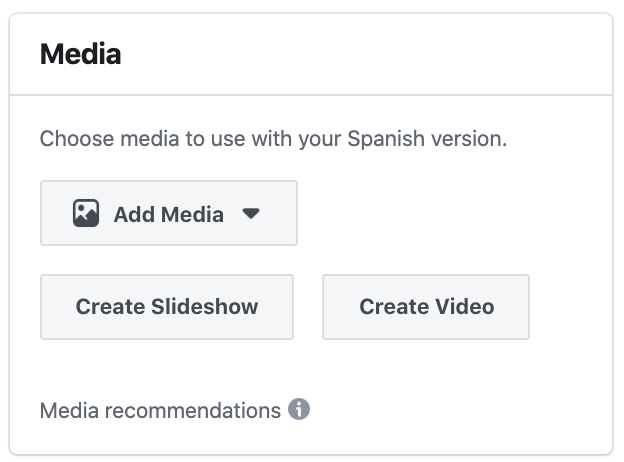 Media
Choose media to use with your Spanish version.
Add Media
Create Slideshow
Create Video
Media recommendations